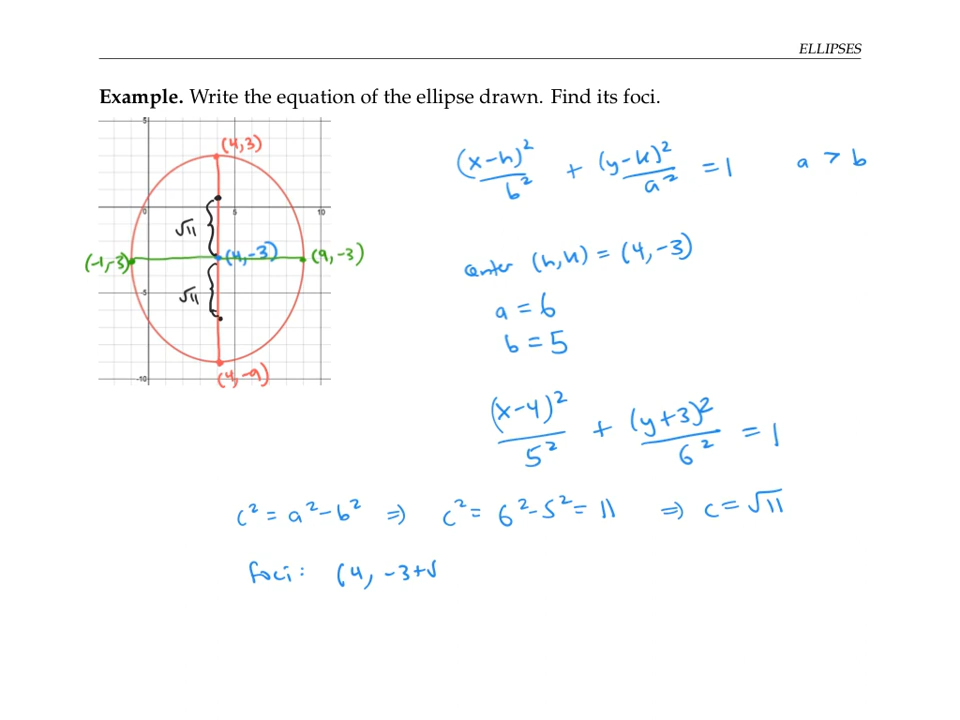 ELLIPSES
Example. Write the equation of the ellipse drawn. Find its foci.
5
(4,3)
(x-h)²/b² + (y-k)²/a² = 1 a > b
0 5 10
√11
(-1,-3) (4,-3) (9,-3)
center (h,k) = (4,-3)
-5 √11
a = 6
b = 5
-10 (4,-9)
(x-4)²/5² + (y+3)²/6² = 1
c² = a²-b² ⇒ c² = 6²-5² = 11 ⇒ c = √11
foci: (4, -3+√